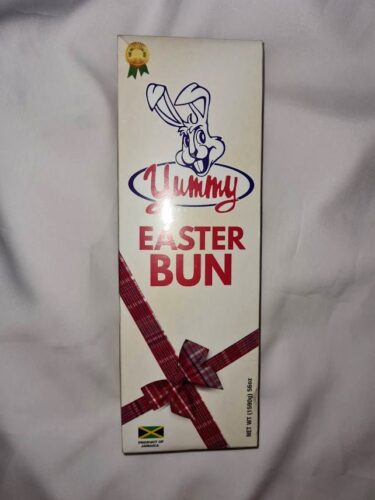 Yummy
EASTER
BUN
NET WT (1590g) 56oz
PRODUCT OF
JAMAICA